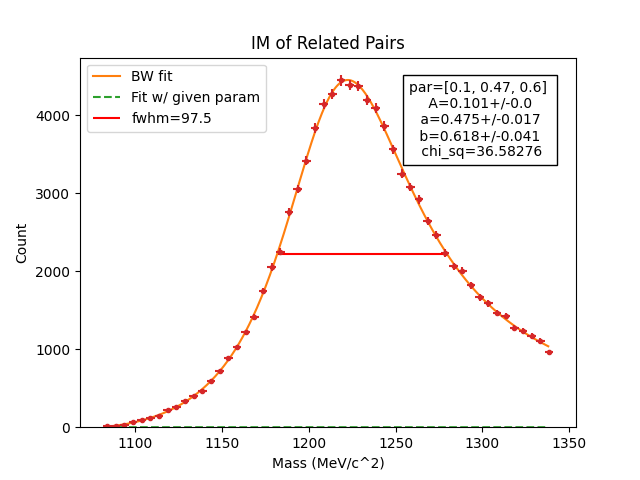 IM of Related Pairs
BW fit
Fit w/ given param
fwhm=97.5
par=[0.1, 0.47, 0.6]
A=0.101+/-0.0
a=0.475+/-0.017
b=0.618+/-0.041
chi_sq=36.58276
Count
4000
3000
2000
1000
0
1100 1150 1200 1250 1300 1350
Mass (MeV/c^2)